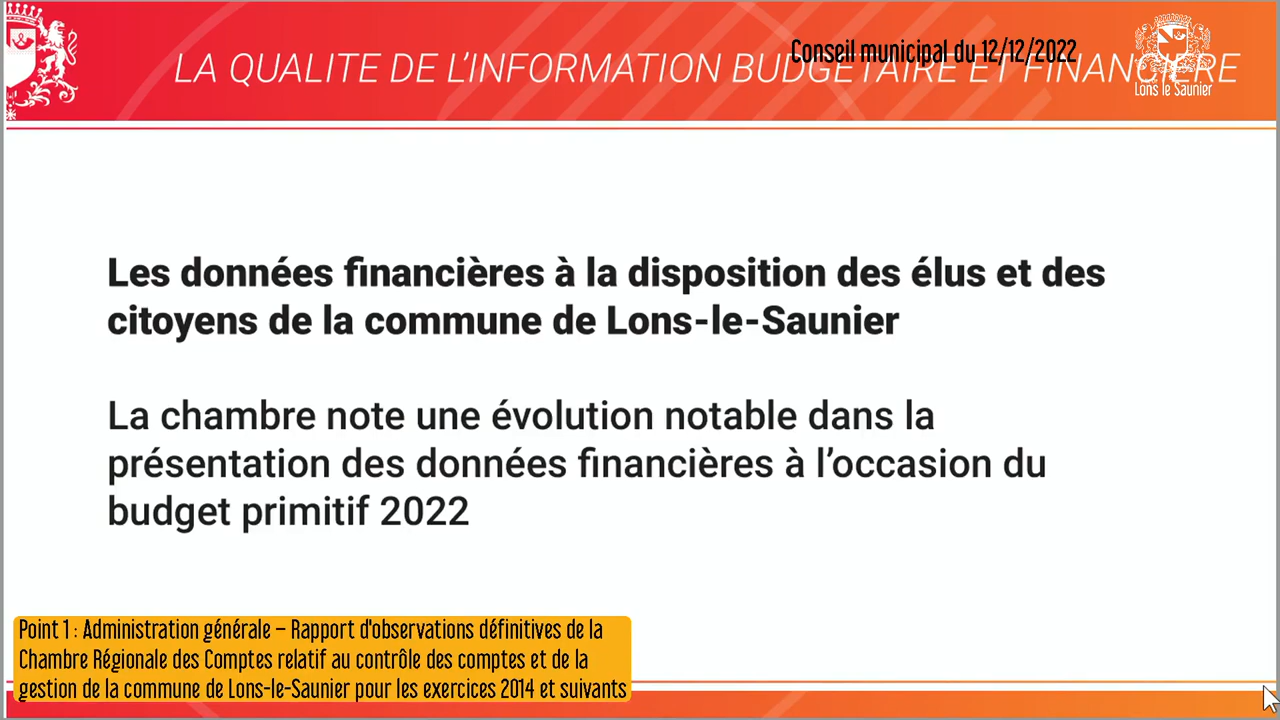 LA QUALITE DE L'INFORMATION BUDGETAIRE ET FINANCIERE
Conseil municipal du 12/12/2022
Lons le Saunier
Les données financières à la disposition des élus et des
citoyens de la commune de Lons-le-Saunier
La chambre note une évolution notable dans la
présentation des données financières à l’occasion du
budget primitif 2022
Point 1 : Administration générale – Rapport d'observations définitives de la
Chambre Régionale des Comptes relatif au contrôle des comptes et de la
gestion de la commune de Lons-le-Saunier pour les exercices 2014 et suivants